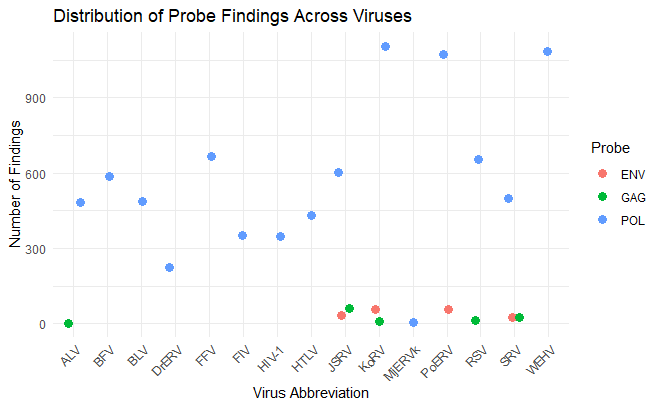 Distribution of Probe Findings Across Viruses
Number of Findings
900
600
300
0
ALV
BFV
BLV
DrERV
FFV
FIV
HIV-1
HTLV
JSRV
KoRV
MjERVk
PoERV
RSV
SRV
WEHV
Virus Abbreviation
Probe
ENV
GAG
POL